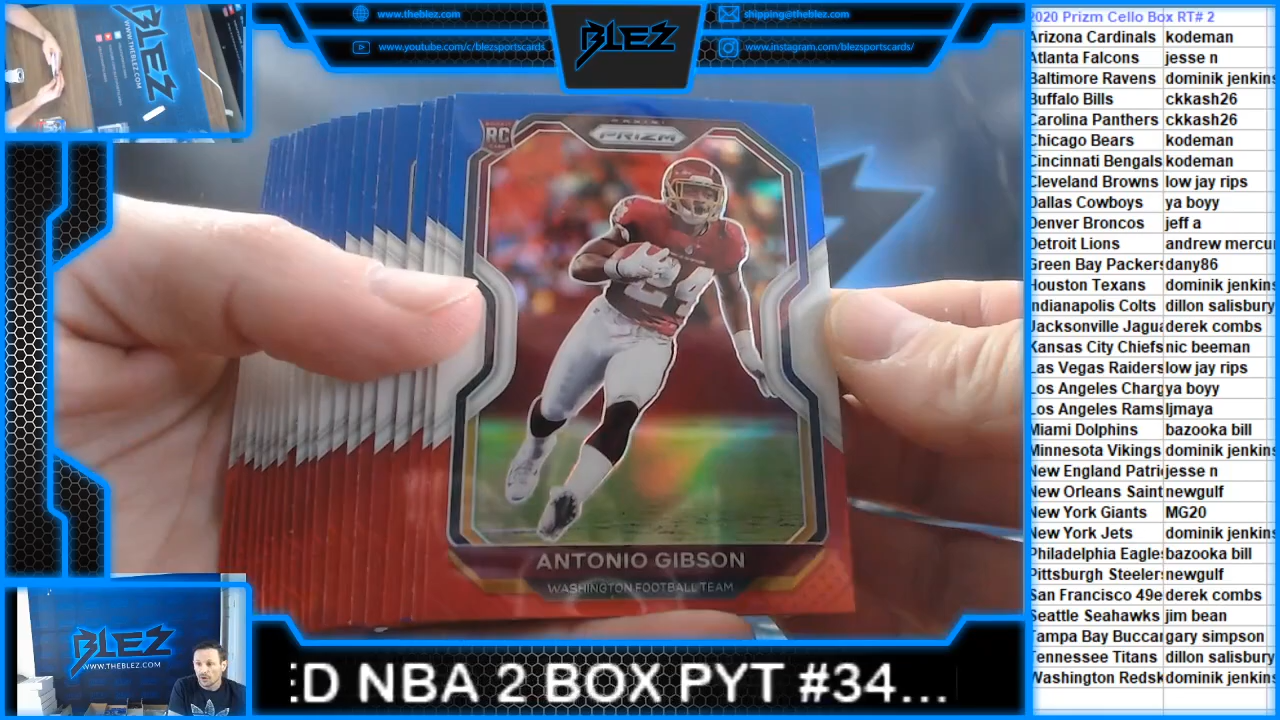 www.theblez.com
www.youtube.com/c/blezsportscards
BLEZ
shipping@theblez.com
www.instagram.com/blezsportscards/
BLEZ
WWW.THEBLEZ.COM
RC
PANINI
PRIZM
24
ANTONIO GIBSON
WASHINGTON FOOTBALL TEAM
BLEZ
WWW.THEBLEZ.COM
ED NBA 2 BOX PYT #34...
2020 Prizm Cello Box RT# 2
Arizona Cardinals kodeman
Atlanta Falcons jesse n
Baltimore Ravens dominik jenkins
Buffalo Bills ckkash26
Carolina Panthers ckkash26
Chicago Bears kodeman
Cincinnati Bengals kodeman
Cleveland Browns low jay rips
Dallas Cowboys ya boyy
Denver Broncos jeff a
Detroit Lions andrew mercu
Green Bay Packers dany86
Houston Texans dominik jenkins
Indianapolis Colts dillon salisbury
Jacksonville Jagua derek combs
Kansas City Chiefs nic beeman
Las Vegas Raiders low jay rips
Los Angeles Charg ya boyy
Los Angeles Rams ljmaya
Miami Dolphins bazooka bill
Minnesota Vikings dominik jenkins
New England Patri jesse n
New Orleans Saint newgulf
New York Giants MG20
New York Jets dominik jenkins
Philadelphia Eagle bazooka bill
Pittsburgh Steelers newgulf
San Francisco 49e derek combs
Seattle Seahawks jim bean
Tampa Bay Buccar gary simpson
Tennessee Titans dillon salisbury
Washington Redsk dominik jenkins